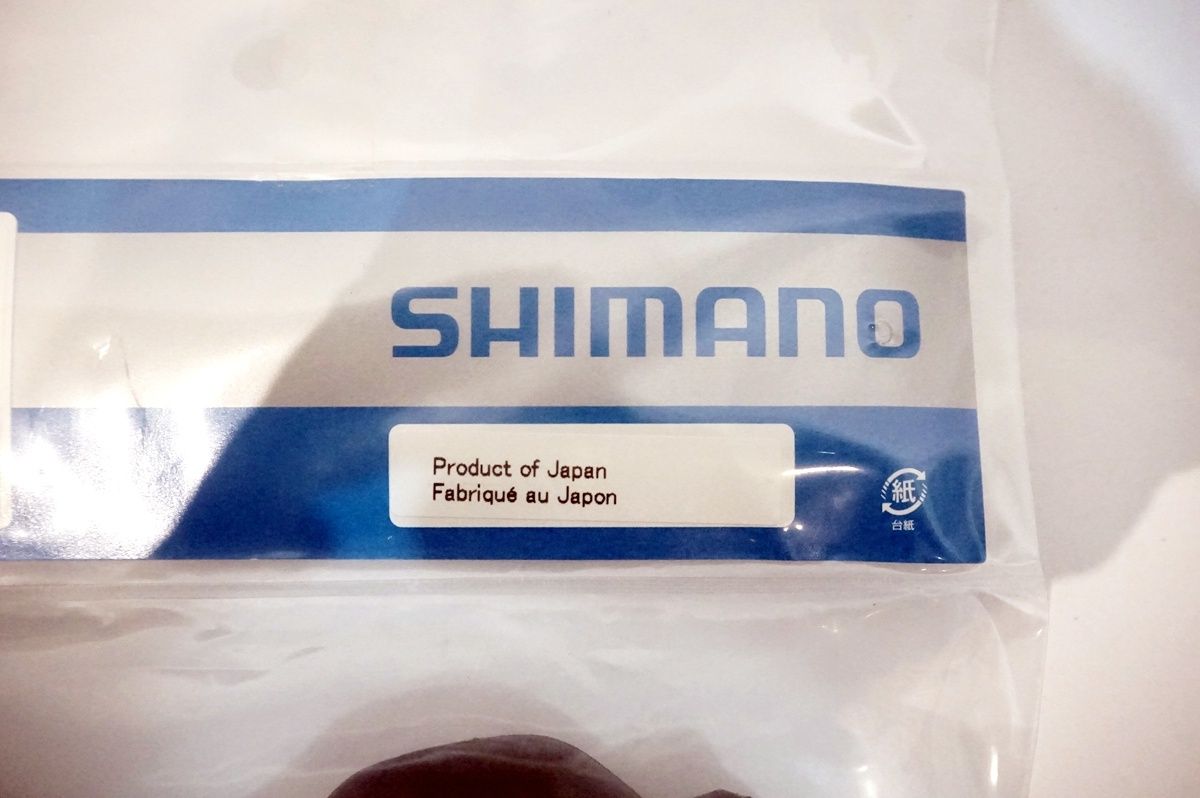 SHIMANO
Product of Japan
Fabriqué au Japon
紙
台紙